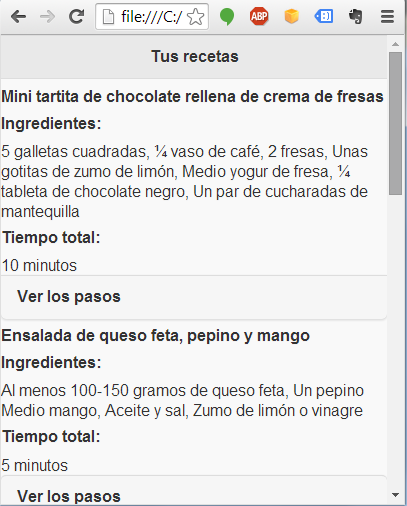 file:///C:/
ABP
Tus recetas
Mini tartita de chocolate rellena de crema de fresas
Ingredientes:
5 galletas cuadradas, ¼ vaso de café, 2 fresas, Unas
gotitas de zumo de limón, Medio yogur de fresa, ¼
tableta de chocolate negro, Un par de cucharadas de
mantequilla
Tiempo total:
10 minutos
Ver los pasos
Ensalada de queso feta, pepino y mango
Ingredientes:
Al menos 100-150 gramos de queso feta, Un pepino
Medio mango, Aceite y sal, Zumo de limón o vinagre
Tiempo total:
5 minutos
Ver los pasos